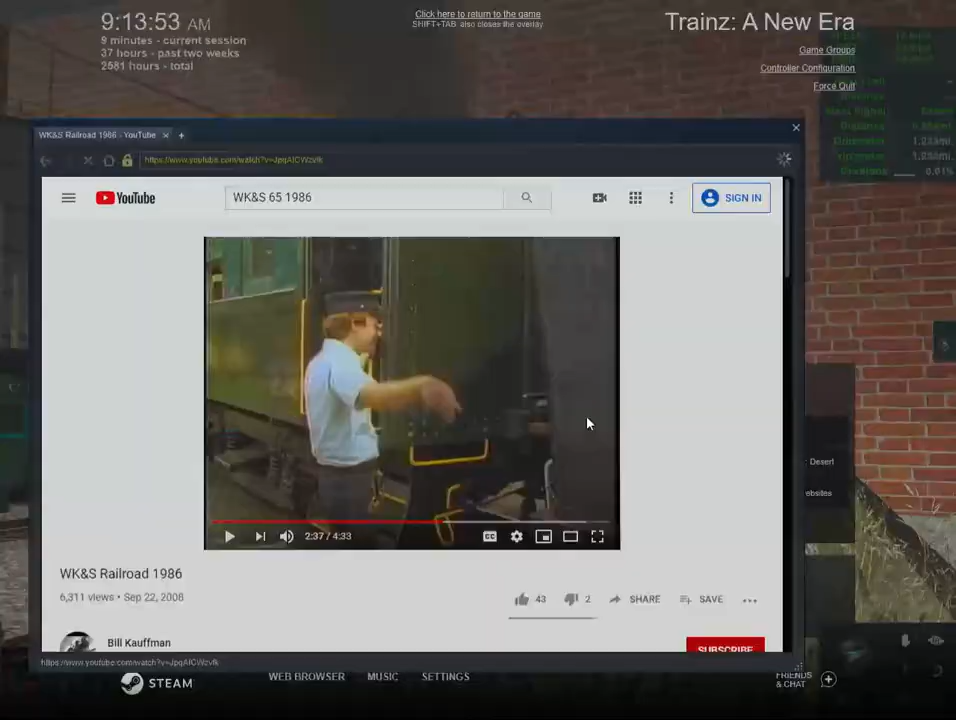 9:13:53 AM
9 minutes - current session
37 hours - past two weeks
2581 hours - total
Click here to return to the game
SHIFT+TAB also closes the overlay
Trainz: A New Era
Game Groups
Controller Configuration
Force Quit
WK&S Railroad 1986 - YouTube
YouTube
WK&S 65 1986
SIGN IN
CC
2:37 / 4:33
WK&S Railroad 1986
6,311 views • Sep 22, 2008
43
2
SHARE
SAVE
Bill Kauffman
SUBSCRIBE
: Desert
ebsites
STEAM
WEB BROWSER
MUSIC
SETTINGS
FRIENDS
& CHAT